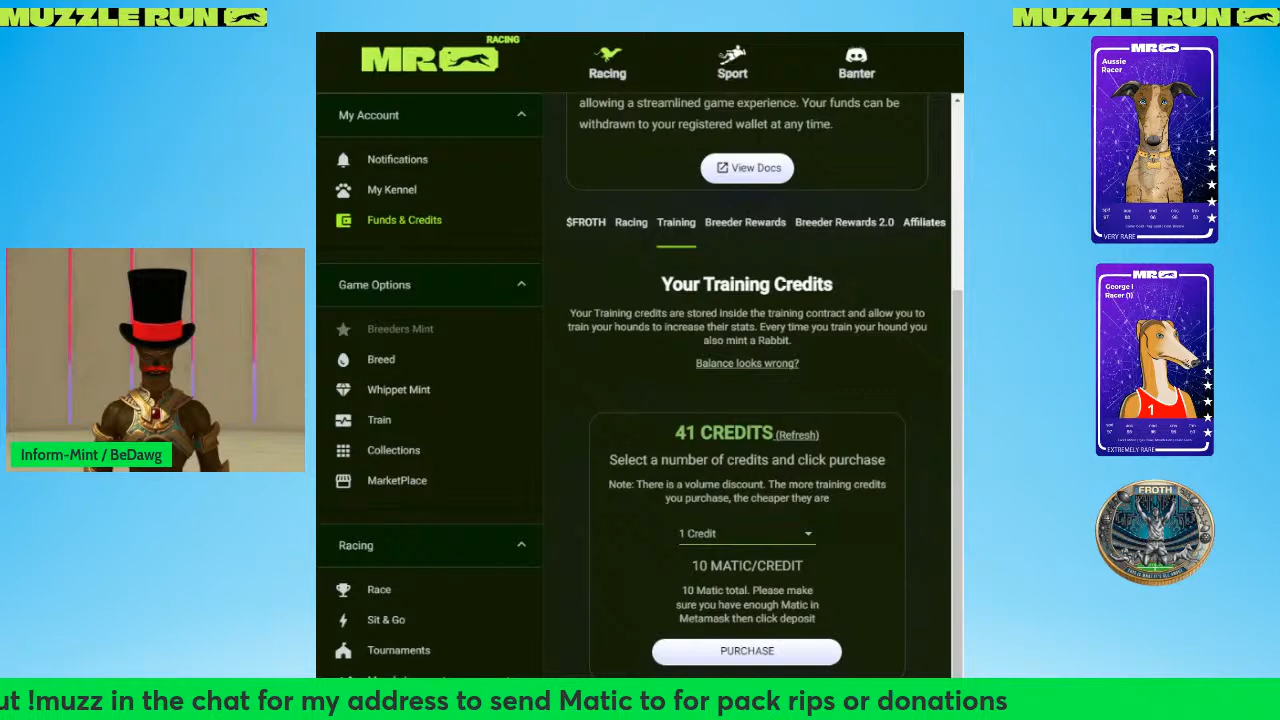 MUZZLE RUN
MUZZLE RUN
MR RACING
Racing
Sport
Banter
My Account
Notifications
My Kennel
Funds & Credits
Game Options
Breeders Mint
Breed
Whippet Mint
Train
Collections
MarketPlace
Racing
Race
Sit & Go
Tournaments
allowing a streamlined game experience. Your funds can be
withdrawn to your registered wallet at any time.
View Docs
$FROTH Racing Training Breeder Rewards Breeder Rewards 2.0 Affiliates
Your Training Credits
Your Training credits are stored inside the training contract and allow you to
train your hounds to increase their stats. Every time you train your hound you
also mint a Rabbit.
Balance looks wrong?
41 CREDITS (Refresh)
Select a number of credits and click purchase
Note: There is a volume discount. The more training credits
you purchase, the cheaper they are
1 Credit
10 MATIC/CREDIT
10 Matic total. Please make
sure you have enough Matic in
Metamask then click deposit
PURCHASE
Inform-Mint / BeDawg
MR
Aussie
Racer
VERY RARE
MR
George I
Racer (1)
1
EXTREMELY RARE
FROTH
ut !muzz in the chat for my address to send Matic to for pack rips or donations